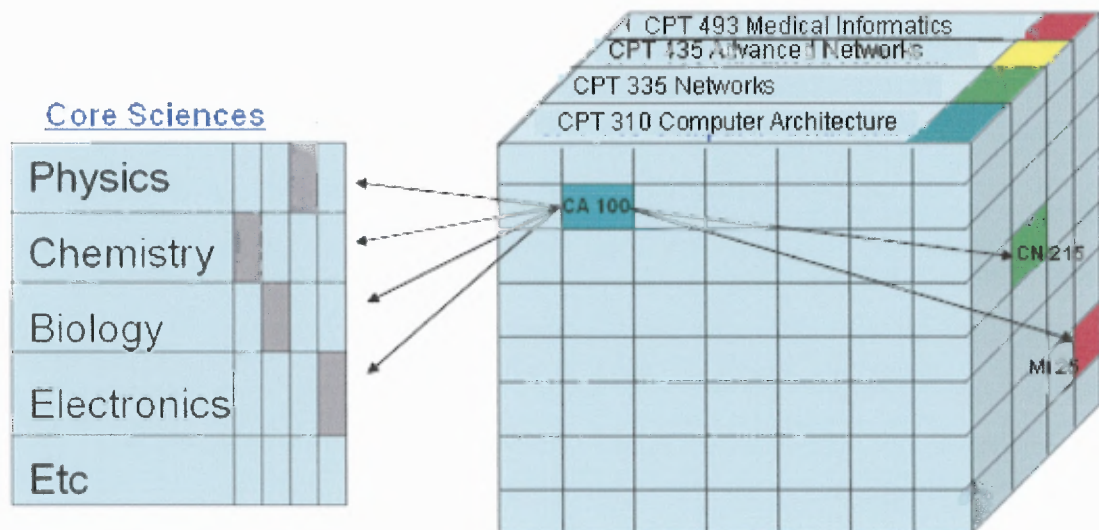 CPT 493 Medical Informatics
CPT 435 Advanced Networks
CPT 335 Networks
CPT 310 Computer Architecture
Core Sciences
Physics
Chemistry
Biology
Electronics
Etc
CA 100
CN 215
MI 25